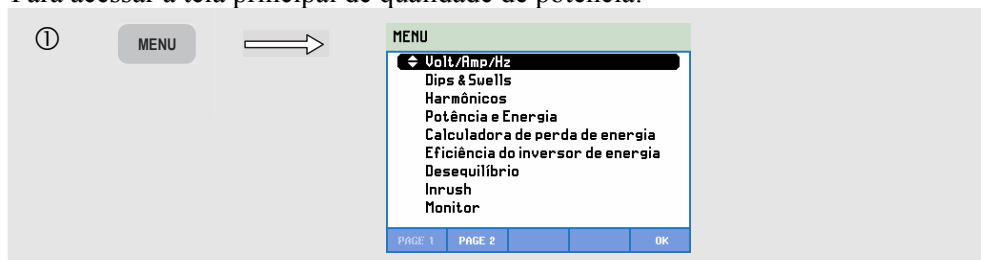 Para acessar a tela principal de qualidade de potência:
① MENU
MENU
Volt/Amp/Hz
Dips & Swells
Harmônicos
Potência e Energia
Calculadora de perda de energia
Eficiência do inversor de energia
Desequilíbrio
Inrush
Monitor
PAGE 1 PAGE 2 OK